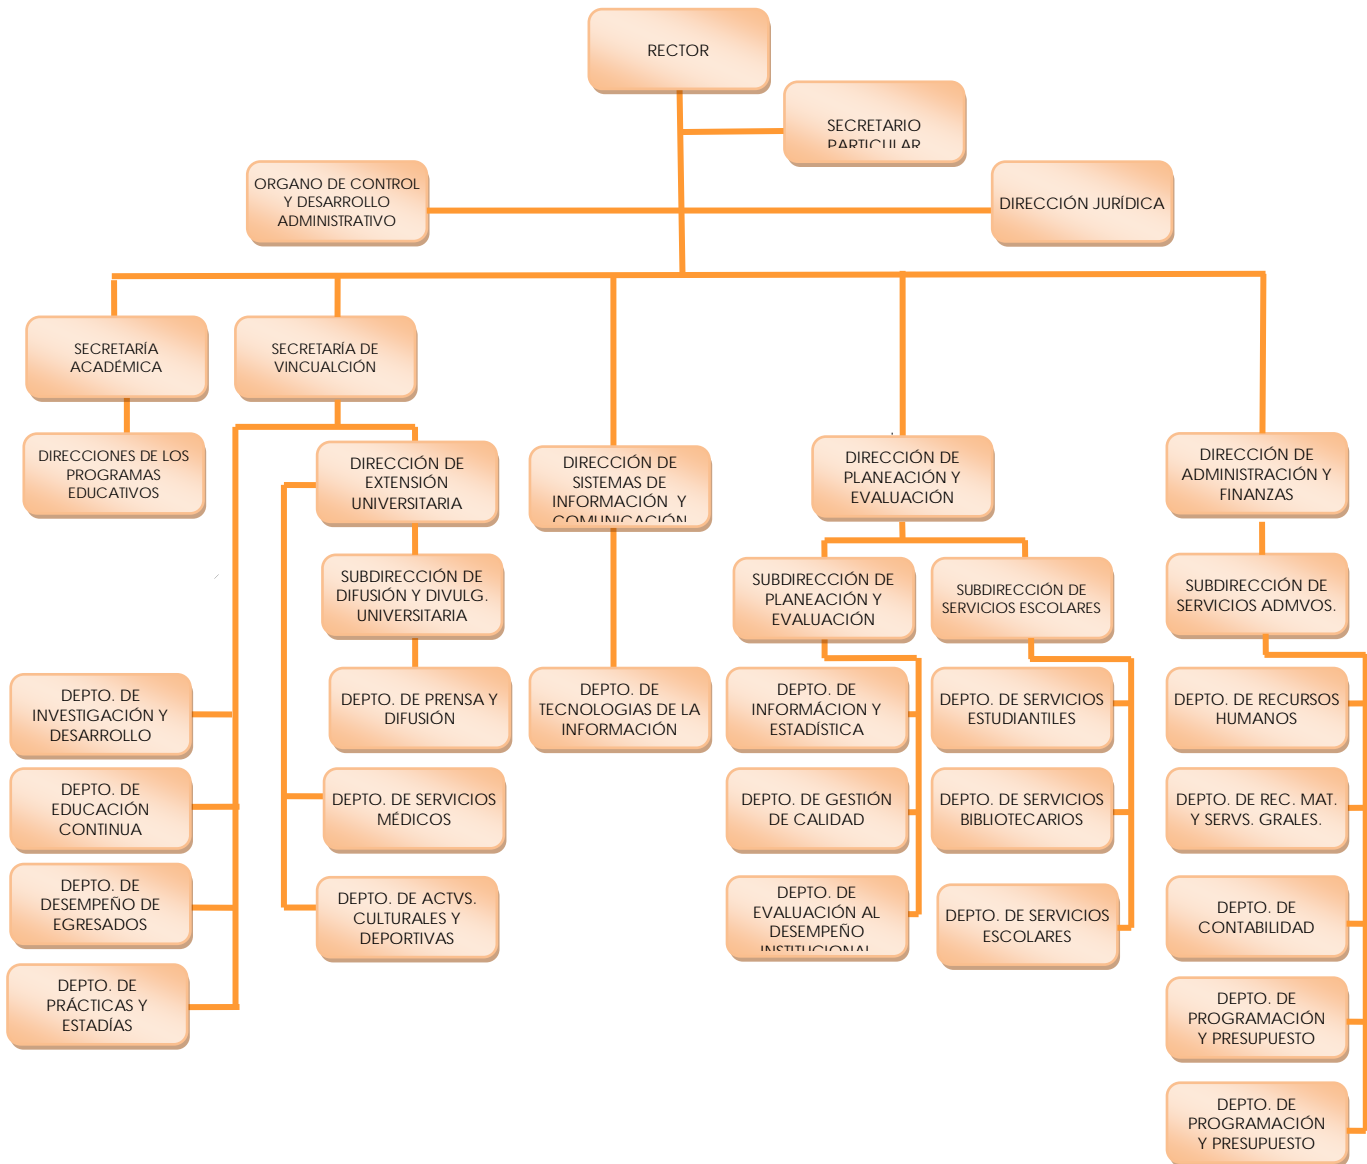 RECTOR
SECRETARIO
PARTICULAR
ORGANO DE CONTROL
Y DESARROLLO
ADMINISTRATIVO
DIRECCIÓN JURÍDICA
SECRETARÍA
ACADÉMICA
SECRETARÍA DE
VINCUALCIÓN
DIRECCIONES DE LOS
PROGRAMAS
EDUCATIVOS
DIRECCIÓN DE
EXTENSIÓN
UNIVERSITARIA
DIRECCIÓN DE
SISTEMAS DE
INFORMACIÓN Y
COMUNICACIÓN
DIRECCIÓN DE
PLANEACIÓN Y
EVALUACIÓN
DIRECCIÓN DE
ADMINISTRACIÓN Y
FINANZAS
SUBDIRECCIÓN DE
DIFUSIÓN Y DIVULG.
UNIVERSITARIA
SUBDIRECCIÓN DE
PLANEACIÓN Y
EVALUACIÓN
SUBDIRECCIÓN DE
SERVICIOS ESCOLARES
SUBDIRECCIÓN DE
SERVICIOS ADMVOS.
DEPTO. DE
INVESTIGACIÓN Y
DESARROLLO
DEPTO. DE PRENSA Y
DIFUSIÓN
DEPTO. DE
TECNOLOGIAS DE LA
INFORMACIÓN
DEPTO. DE
INFORMÁCION Y
ESTADÍSTICA
DEPTO. DE SERVICIOS
ESTUDIANTILES
DEPTO. DE RECURSOS
HUMANOS
DEPTO. DE
EDUCACIÓN
CONTINUA
DEPTO. DE SERVICIOS
MÉDICOS
DEPTO. DE GESTIÓN
DE CALIDAD
DEPTO. DE SERVICIOS
BIBLIOTECARIOS
DEPTO. DE REC. MAT.
Y SERVS. GRALES.
DEPTO. DE
DESEMPEÑO DE
EGRESADOS
DEPTO. DE ACTVS.
CULTURALES Y
DEPORTIVAS
DEPTO. DE
EVALUACIÓN AL
DESEMPEÑO
INSTITUCIONAL
DEPTO. DE SERVICIOS
ESCOLARES
DEPTO. DE
CONTABILIDAD
DEPTO. DE
PRÁCTICAS Y
ESTADÍAS
DEPTO. DE
PROGRAMACIÓN
Y PRESUPUESTO
DEPTO. DE
PROGRAMACIÓN
Y PRESUPUESTO